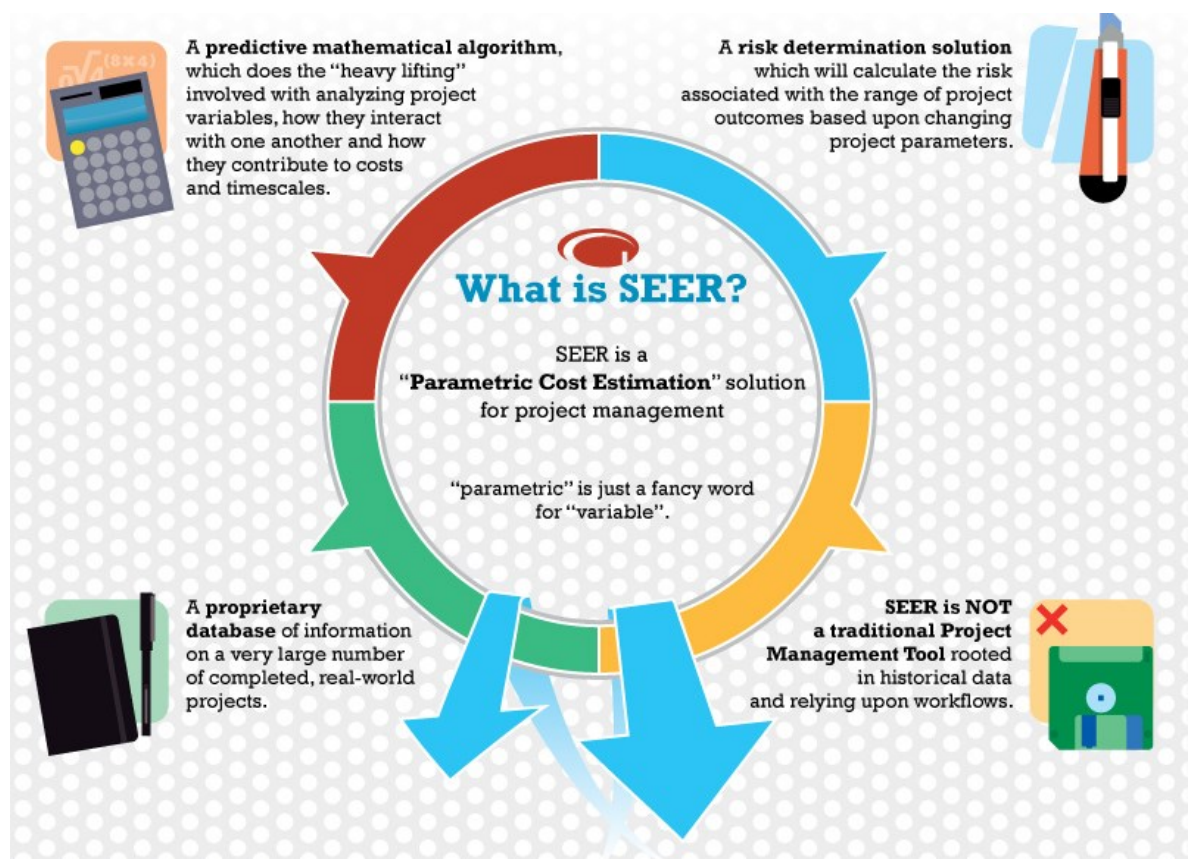 A predictive mathematical algorithm,
which does the “heavy lifting”
involved with analyzing project
variables, how they interact
with one another and how
they contribute to costs
and timescales.
A risk determination solution
which will calculate the risk
associated with the range of project
outcomes based upon changing
project parameters.
What is SEER?
SEER is a
“Parametric Cost Estimation” solution
for project management
“parametric” is just a fancy word
for “variable”.
A proprietary
database of information
on a very large number
of completed, real-world
projects.
SEER is NOT
a traditional Project
Management Tool rooted
in historical data
and relying upon workflows.